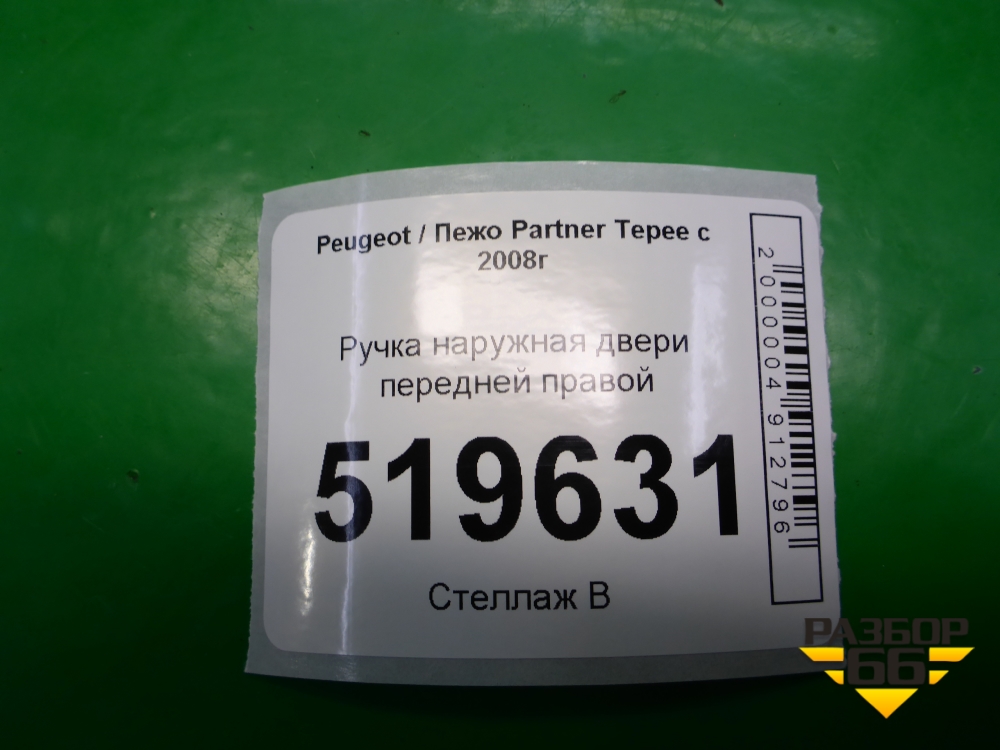 Peugeot / Пежо Partner Tepee с
2008г
Ручка наружная двери
передней правой
519631
Стеллаж В
2000004912796
РАЗБОР
66